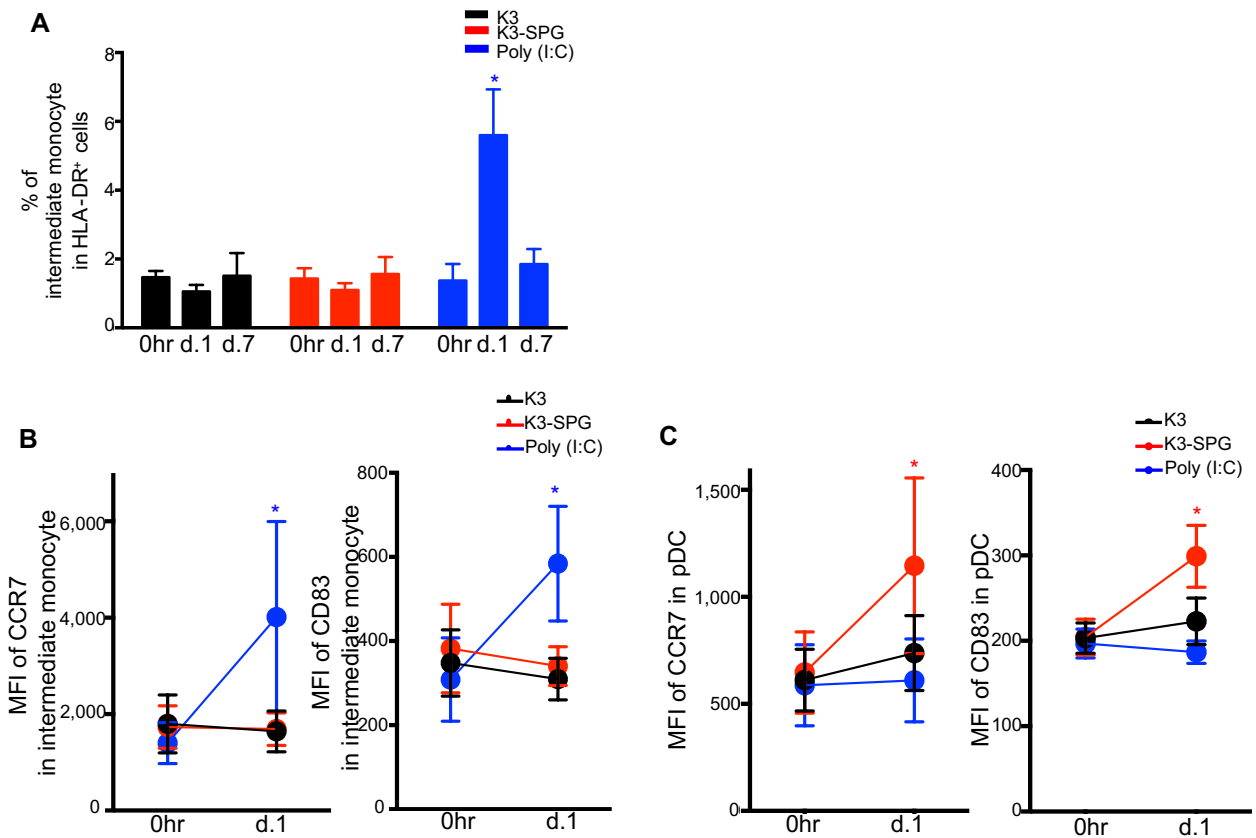 A
K3
K3-SPG
Poly (I:C)
% of
intermediate monocyte
in HLA-DR+ cells
8
6
4
2
0
*
0hr d.1 d.7
0hr d.1 d.7
0hr d.1 d.7
B
K3
K3-SPG
Poly (I:C)
MFI of CCR7
in intermediate monocyte
6,000
4,000
2,000
0
*
0hr
d.1
MFI of CD83
in intermediate monocyte
800
600
400
200
0
*
0hr
d.1
C
K3
K3-SPG
Poly (I:C)
MFI of CCR7 in pDC
1,500
1,000
500
0
*
0hr
d.1
MFI of CD83 in pDC
400
300
200
100
0
*
0hr
d.1